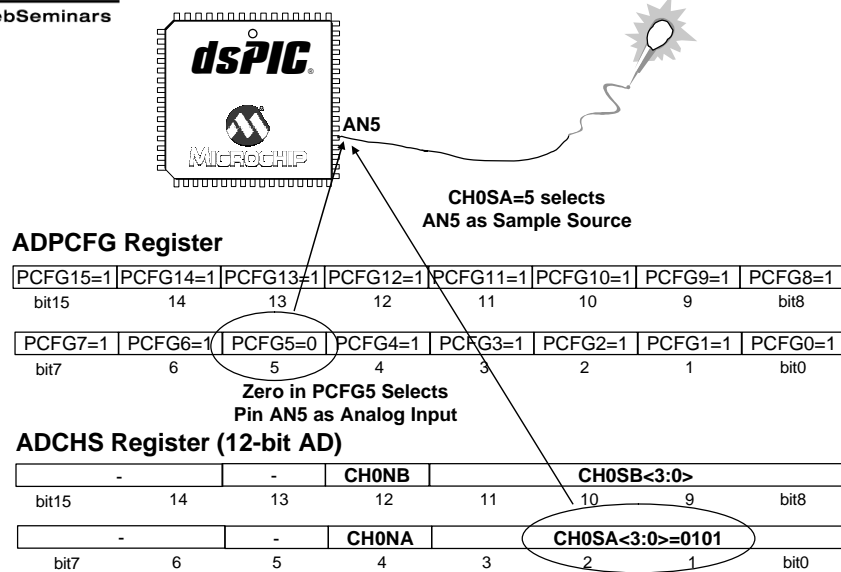 ebSeminars
dsPIC®
MICROCHIP
AN5
CH0SA=5 selects
AN5 as Sample Source
ADPCFG Register
PCFG15=1 PCFG14=1 PCFG13=1 PCFG12=1 PCFG11=1 PCFG10=1 PCFG9=1 PCFG8=1
bit15 14 13 12 11 10 9 bit8
PCFG7=1 PCFG6=1 PCFG5=0 PCFG4=1 PCFG3=1 PCFG2=1 PCFG1=1 PCFG0=1
bit7 6 5 4 3 2 1 bit0
Zero in PCFG5 Selects
Pin AN5 as Analog Input
ADCHS Register (12-bit AD)
- - CH0NB CH0SB<3:0>
bit15 14 13 12 11 10 9 bit8
- - CH0NA CH0SA<3:0>=0101
bit7 6 5 4 3 2 1 bit0